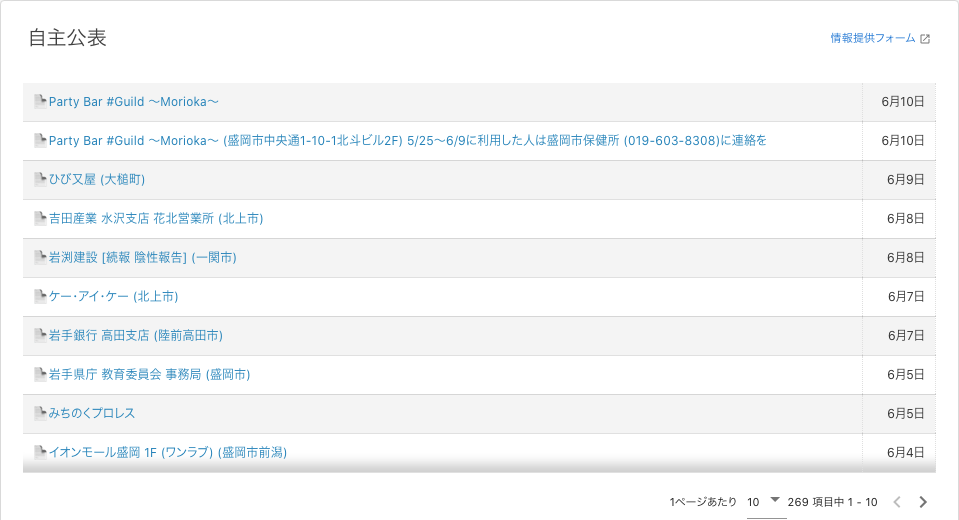 自主公表
情報提供フォーム
Party Bar #Guild 〜Morioka〜 6月10日
Party Bar #Guild 〜Morioka〜 (盛岡市中央通1-10-1北斗ビル2F) 5/25〜6/9に利用した人は盛岡市保健所 (019-603-8308)に連絡を 6月10日
ひび又屋 (大槌町) 6月9日
吉田産業 水沢支店 花北営業所 (北上市) 6月8日
岩渕建設 [続報 陰性報告] (一関市) 6月8日
ケー・アイ・ケー (北上市) 6月7日
岩手銀行 高田支店 (陸前高田市) 6月7日
岩手県庁 教育委員会 事務局 (盛岡市) 6月5日
みちのくプロレス 6月5日
イオンモール盛岡 1F (ワンラブ) (盛岡市前潟) 6月4日
1ページあたり 10 269 項目中 1 - 10